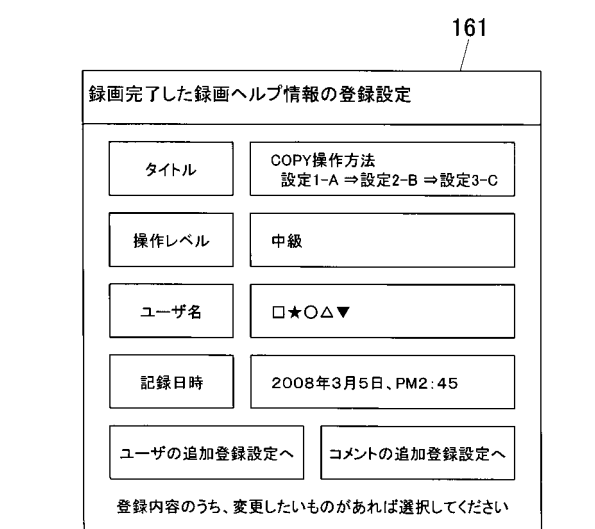 161
録画完了した録画ヘルプ情報の登録設定
タイトル
COPY操作方法
設定1-A ⇒設定2-B ⇒設定3-C
操作レベル
中級
ユーザ名
□★○△▼
記録日時
2008年3月5日、PM2:45
ユーザの追加登録設定へ
コメントの追加登録設定へ
登録内容のうち、変更したいものがあれば選択してください